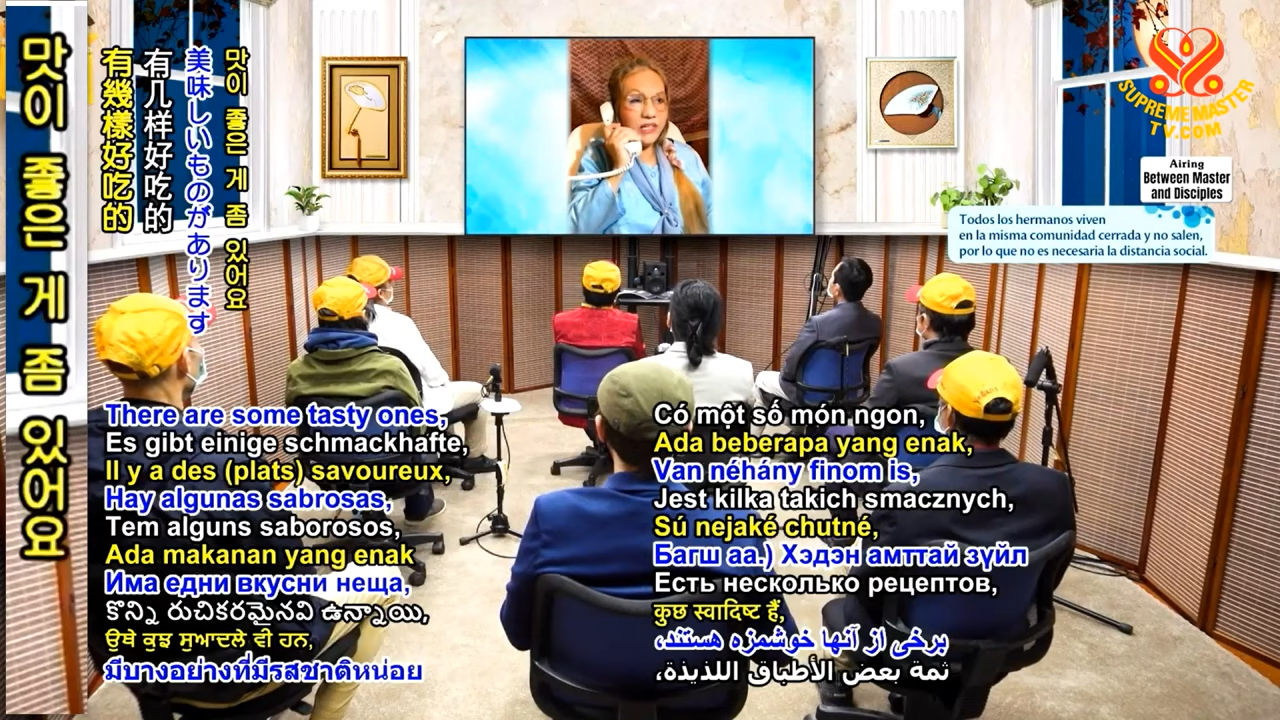 맛이 좋은 게 좀 있어요
有幾樣好吃的
有几样好吃的
美味しいものがあります
맛이 좋은 게 좀 있어요
SUPREME MASTER
TV.COM
Airing
Between Master
and Disciples
Todos los hermanos viven
en la misma comunidad cerrada y no salen,
por lo que no es necesaria la distancia social.
There are some tasty ones,
Es gibt einige schmackhafte,
Il y a des (plats) savoureux,
Hay algunas sabrosas,
Tem alguns saborosos,
Ada makanan yang enak
Има едни вкусни неща,
కొన్ని రుచికరమైనవి ఉన్నాయి,
ਉਥੇ ਕੁਝ ਸੁਆਦਲੇ ਵੀ ਹਨ,
มีบางอย่างที่มีรสชาติหน่อย
Có một số món ngon,
Ada beberapa yang enak,
Van néhány finom is,
Jest kilka takich smacznych,
Sú nejaké chutné,
Багш аа.) Хэдэн амттай зүйл
Есть несколько рецептов,
कुछ स्वादिष्ट हैं,
برخی از آنها خوشمزه هستند،
ثمة بعض الأطباق اللذيذة،